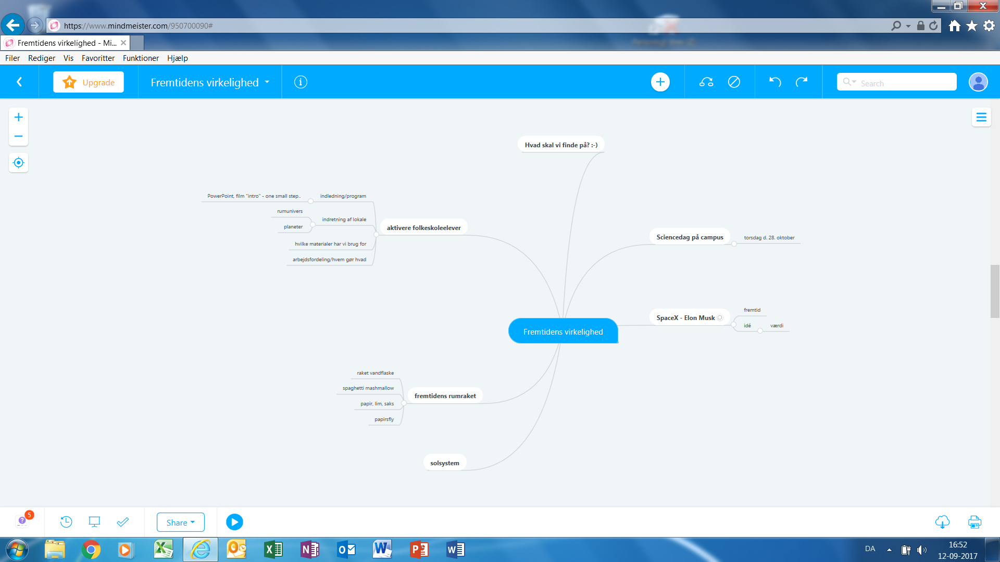 https://www.mindmeister.com/950700090#
Fremtidens virkelighed - Mi...
Filer Rediger Vis Favoritter Funktioner Hjælp
Upgrade
Fremtidens virkelighed
Search
Hvad skal vi finde på? :-)
PowerPoint, film "intro" - one small step..
indledning/program
rumunivers
planeter
indretning af lokale
hvilke materialer har vi brug for
arbejdsfordeling/hvem gør hvad
aktivere folkeskoleelever
Sciencedag på campus
torsdag d. 28. oktober
SpaceX - Elon Musk
fremtid
idé
værdi
Fremtidens virkelighed
raket vandflaske
spaghetti mashmallow
papir, lim, saks
papirsfly
fremtidens rumraket
solsystem
5
Share
DA
16:52
12-09-2017